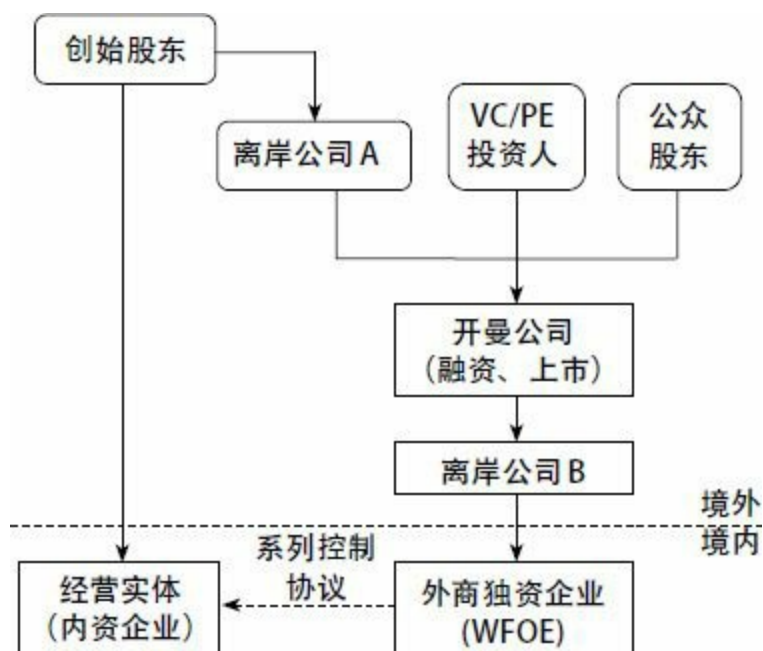 创始股东
离岸公司A
VC/PE
投资人
公众
股东
开曼公司
（融资、上市）
离岸公司B
境外
境内
系列控制
协议
经营实体
（内资企业）
外商独资企业
(WFOE)